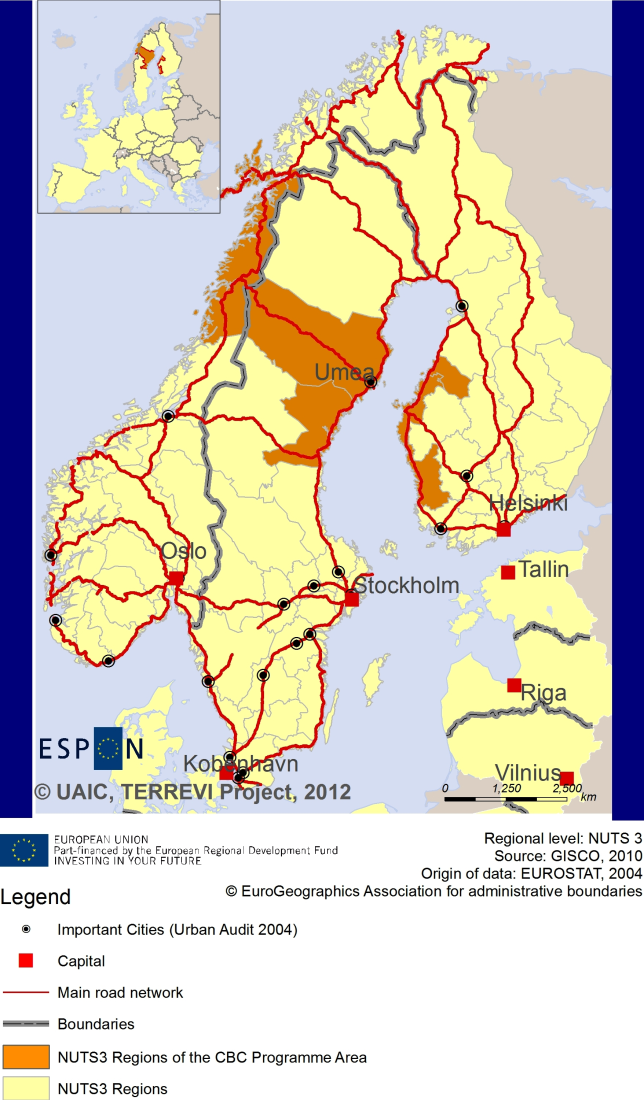 Umea
Helsinki
Oslo
Tallin
Stockholm
Riga
ESPON
Kobenhavn
Vilnius
© UAIC, TERREVI Project, 2012
0 1,250 2,500
km
EUROPEAN UNION
Part-financed by the European Regional Development Fund
INVESTING IN YOUR FUTURE
Regional level: NUTS 3
Source: GISCO, 2010
Origin of data: EUROSTAT, 2004
© EuroGeographics Association for administrative boundaries
Legend
Important Cities (Urban Audit 2004)
Capital
Main road network
Boundaries
NUTS3 Regions of the CBC Programme Area
NUTS3 Regions